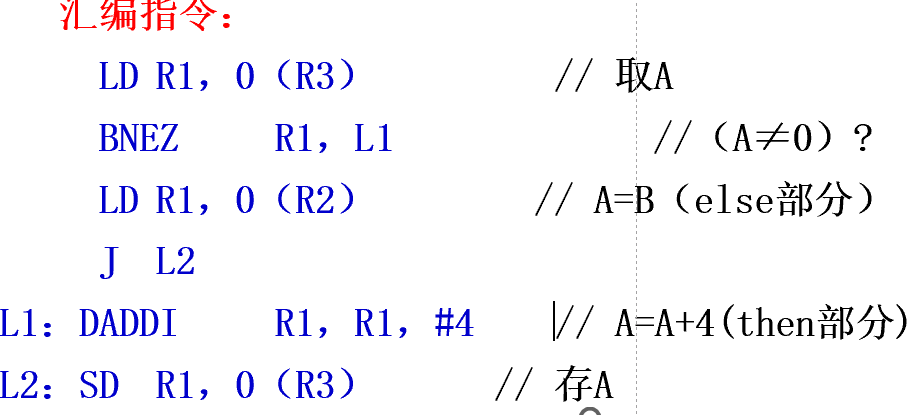 汇编指令：
LD R1，0（R3） // 取A
BNEZ R1，L1 //（A≠0）?
LD R1，0（R2） // A=B（else部分）
J L2
L1：DADDI R1，R1，#4 // A=A+4(then部分)
L2：SD R1，0（R3） // 存A